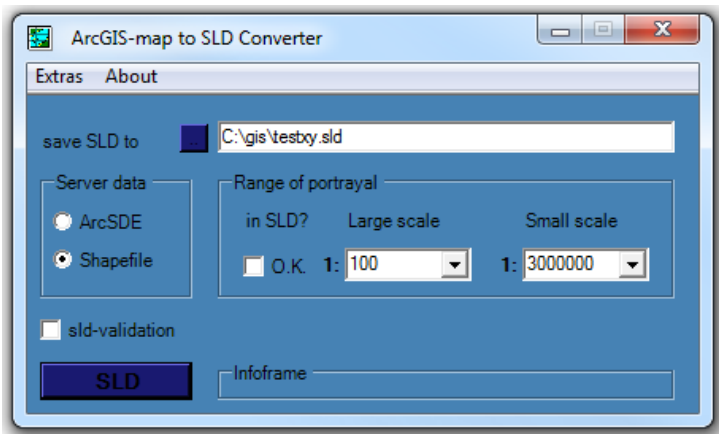 ArcGIS-map to SLD Converter
Extras About
save SLD to .. C:\gis\testxy.sld
Server data
ArcSDE
Shapefile
Range of portrayal
in SLD? Large scale Small scale
O.K. 1: 100 1: 3000000
sld-validation
SLD
Infoframe